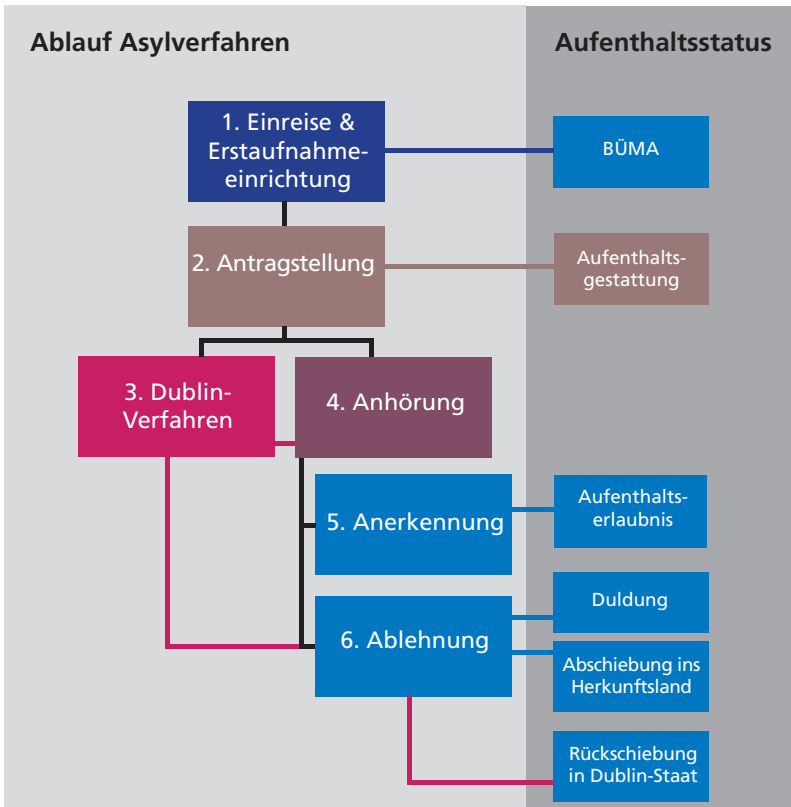 Ablauf Asylverfahren
Aufenthaltsstatus
1. Einreise &
Erstaufnahme-
einrichtung
BÜMA
2. Antragstellung
Aufenthalts-
gestattung
3. Dublin-
Verfahren
4. Anhörung
5. Anerkennung
Aufenthalts-
erlaubnis
6. Ablehnung
Duldung
Abschiebung ins
Herkunftsland
Rückschiebung
in Dublin-Staat